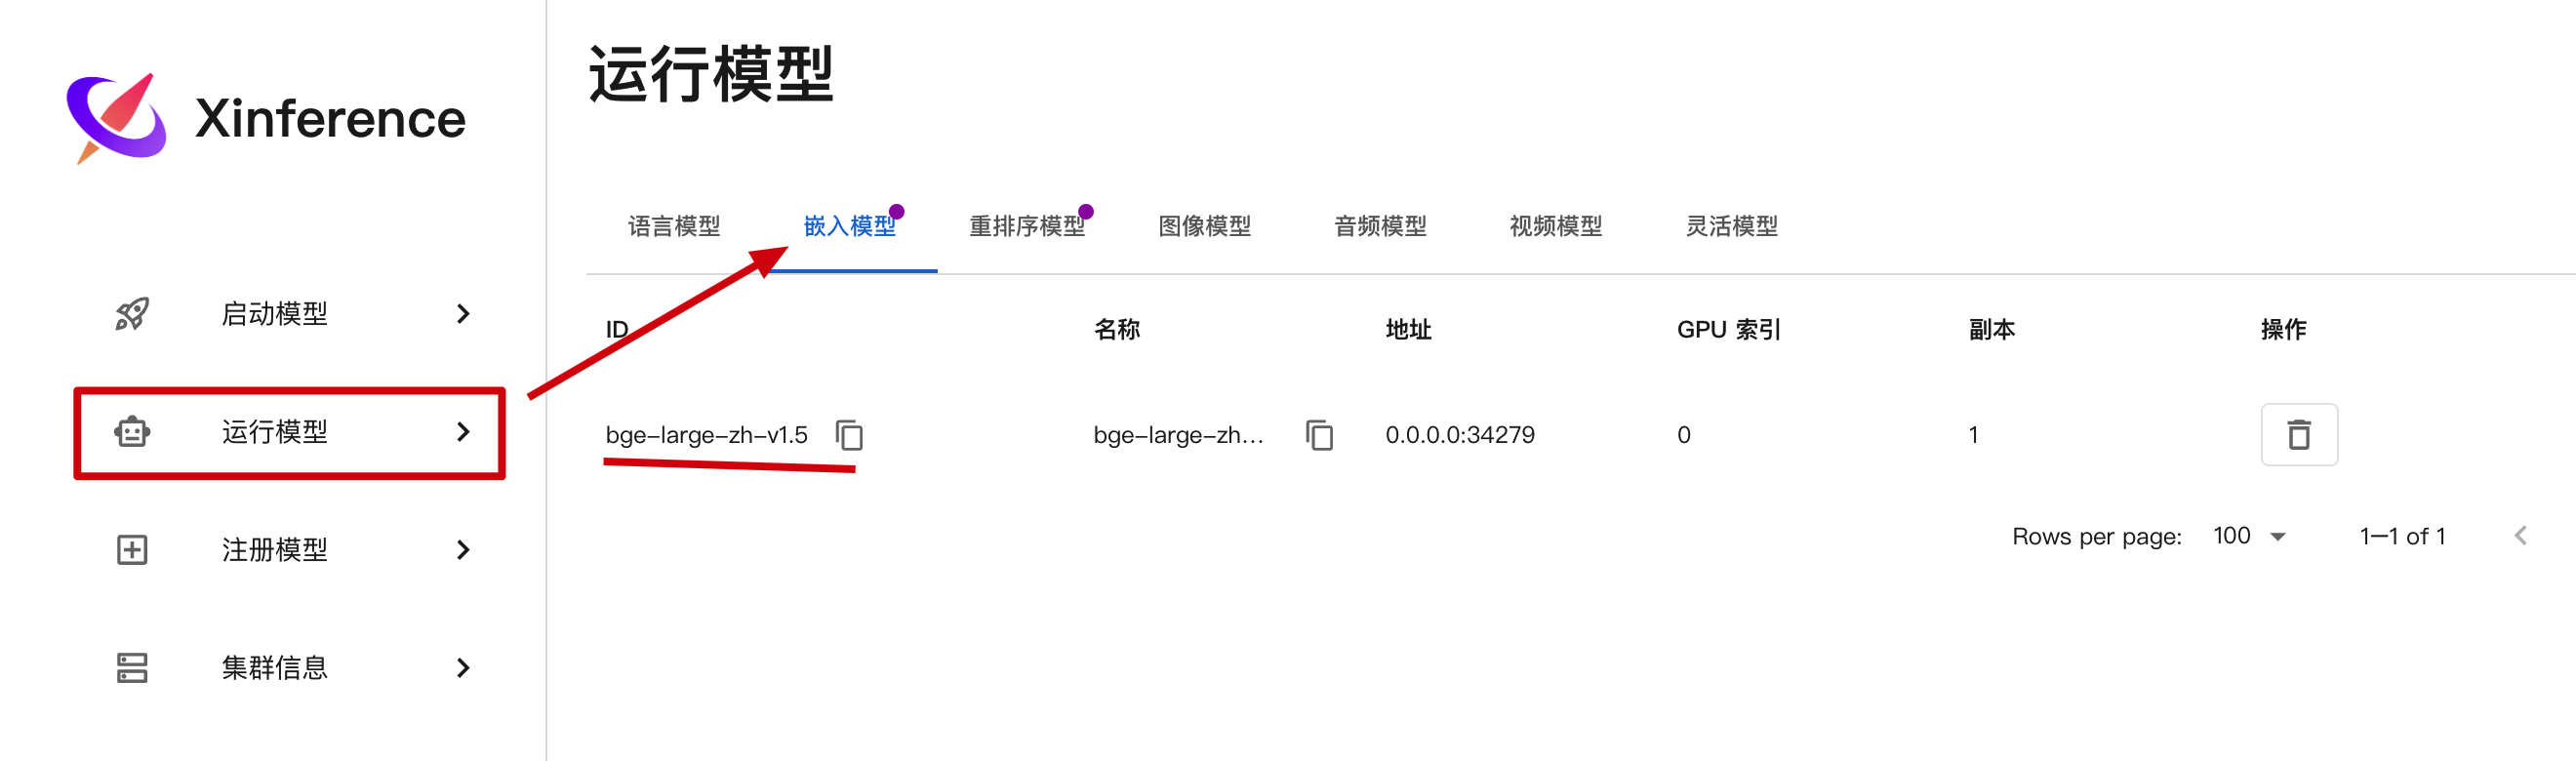 Xinference
启动模型
运行模型
注册模型
集群信息
运行模型
语言模型 嵌入模型 重排序模型 图像模型 音频模型 视频模型 灵活模型
ID 名称 地址 GPU 索引 副本 操作
bge-large-zh-v1.5 bge-large-zh... 0.0.0.0:34279 0 1
Rows per page: 100 1–1 of 1